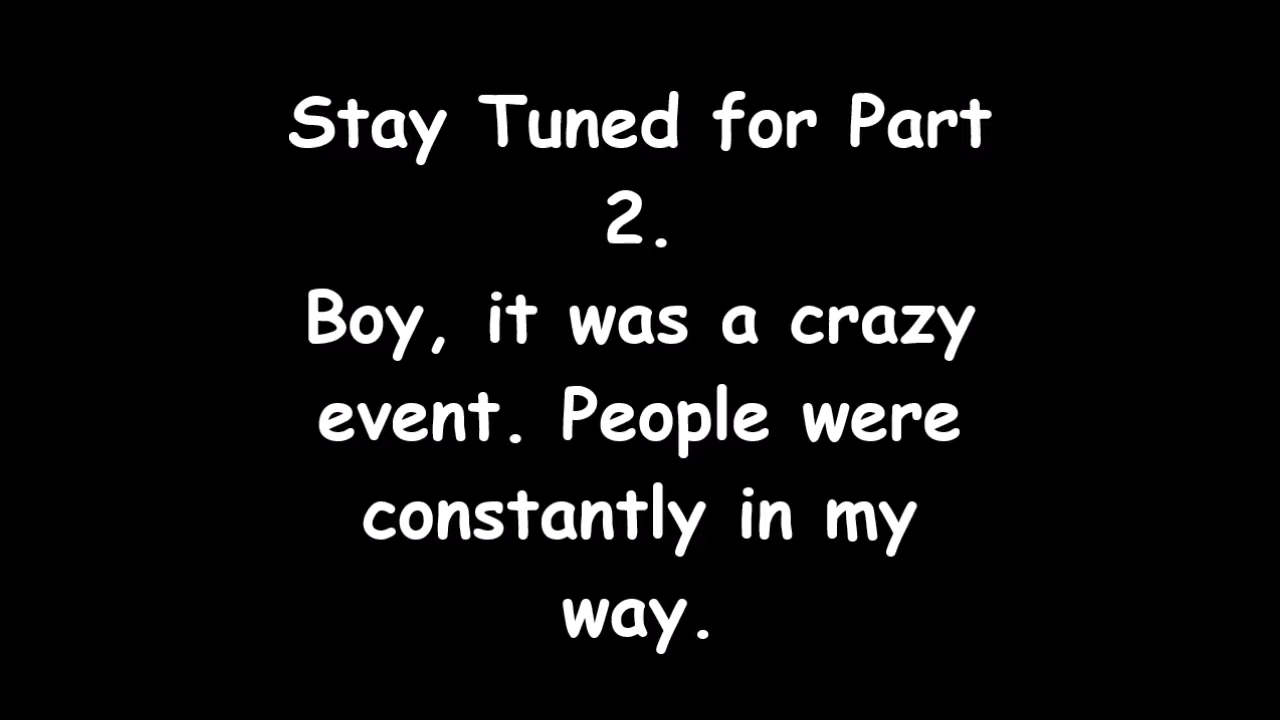 Stay Tuned for Part
2.
Boy, it was a crazy
event. People were
constantly in my
way.